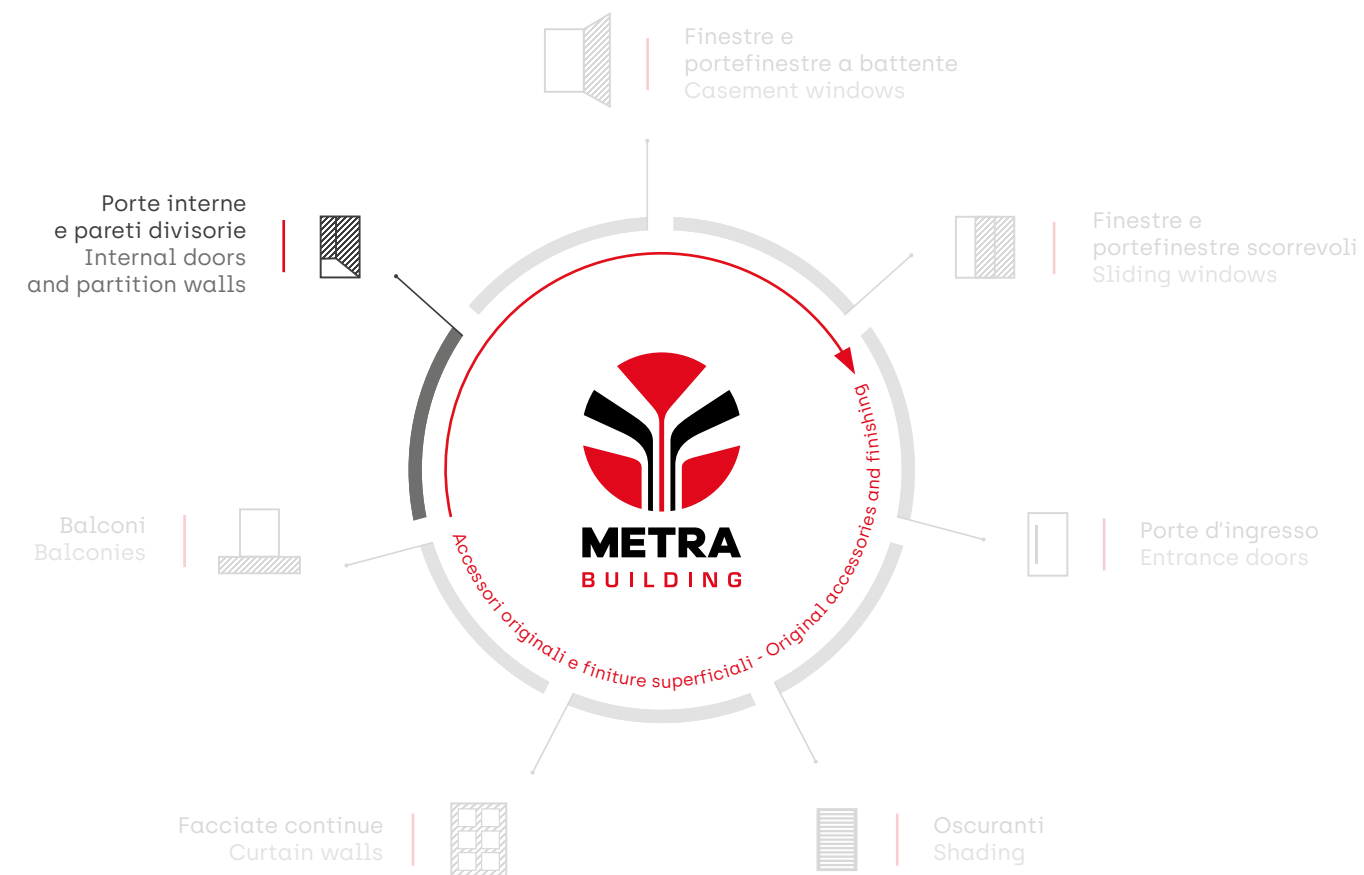 Finestre e
portefinestre a battente
Casement windows
Porte interne
e pareti divisorie
Internal doors
and partition walls
Finestre e
portefinestre scorrevoli
Sliding windows
METRA
BUILDING
Accessori originali e finiture superficiali - Original accessories and finishing
Balconi
Balconies
Porte d'ingresso
Entrance doors
Facciate continue
Curtain walls
Oscuranti
Shading